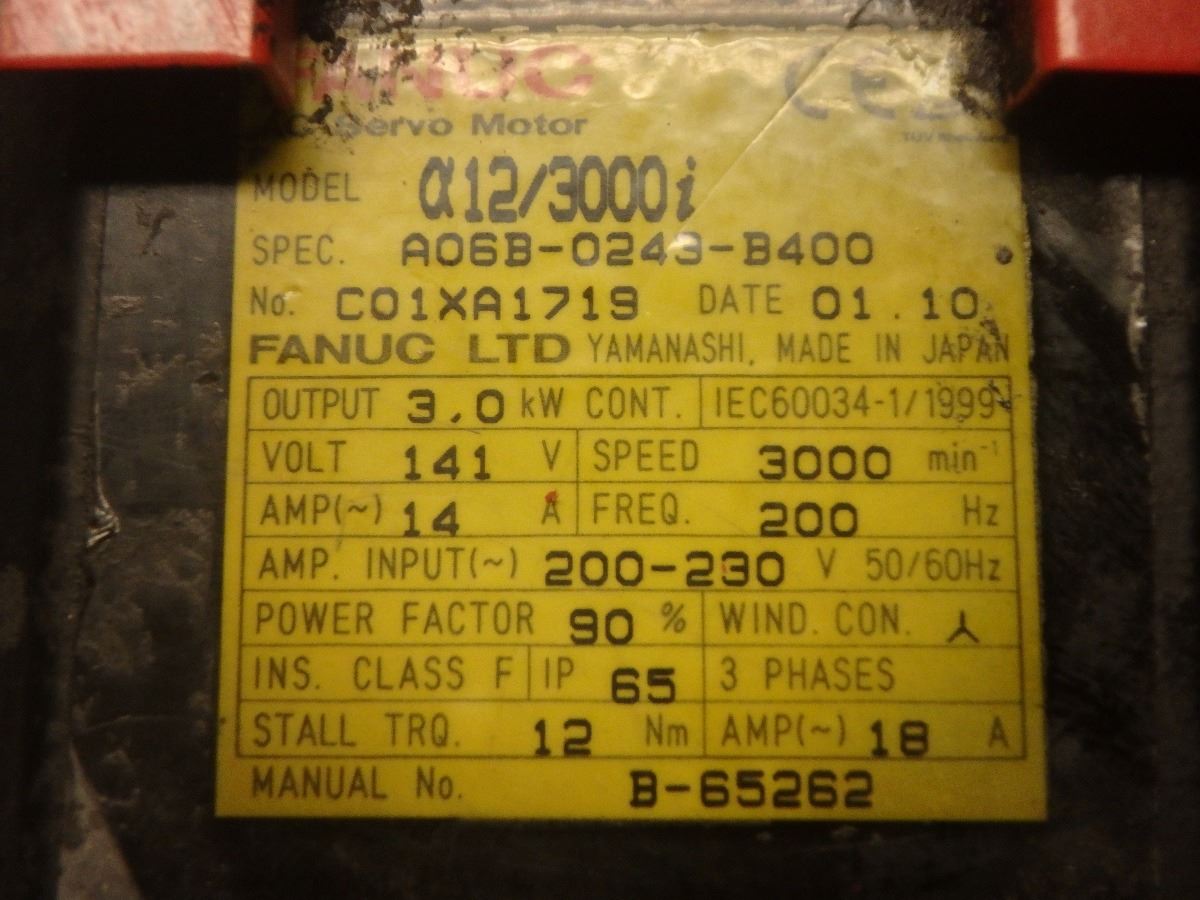 FANUC CE
AC Servo Motor
MODEL α12/3000i
SPEC. A06B-0243-B400
No. C01XA1719 DATE 01.10
FANUC LTD YAMANASHI, MADE IN JAPAN
OUTPUT 3.0 kW CONT. IEC60034-1/1999
VOLT 141 V SPEED 3000 min⁻¹
AMP(~) 14 A FREQ. 200 Hz
AMP. INPUT(~) 200-230 V 50/60Hz
POWER FACTOR 90 % WIND. CON.
INS. CLASS F IP 65 3 PHASES
STALL TRQ. 12 Nm AMP(~) 18 A
MANUAL No. B-65262